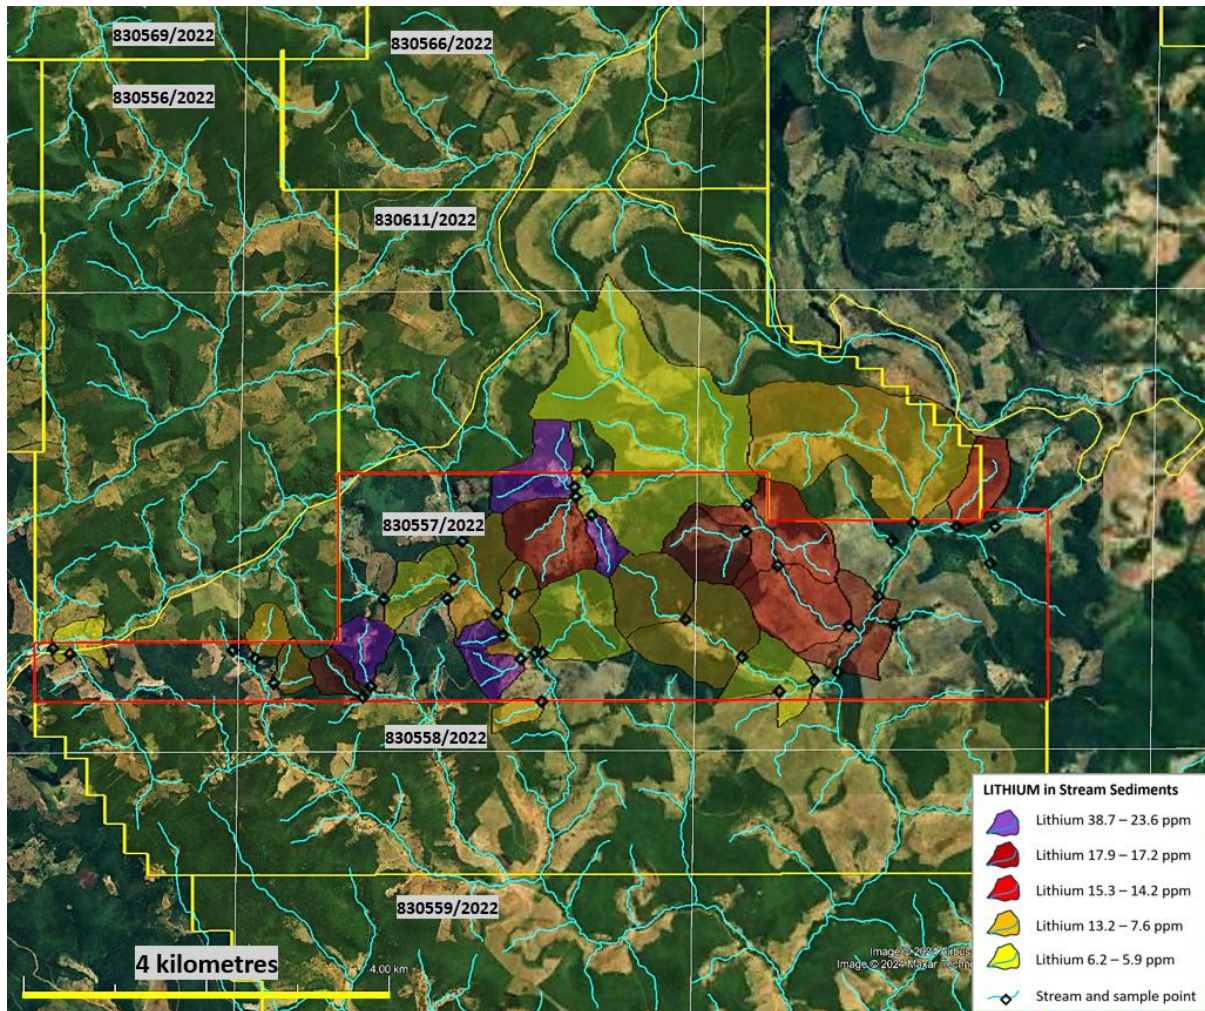 830569/2022
830566/2022
830556/2022
830611/2022
830557/2022
830558/2022
830559/2022
4 kilometres
4.00 km
Image © 2024 Airbus
Image © 2024 Maxar
LITHIUM in Stream Sediments
Lithium 38.7 – 23.6 ppm
Lithium 17.9 – 17.2 ppm
Lithium 15.3 – 14.2 ppm
Lithium 13.2 – 7.6 ppm
Lithium 6.2 – 5.9 ppm
Stream and sample point